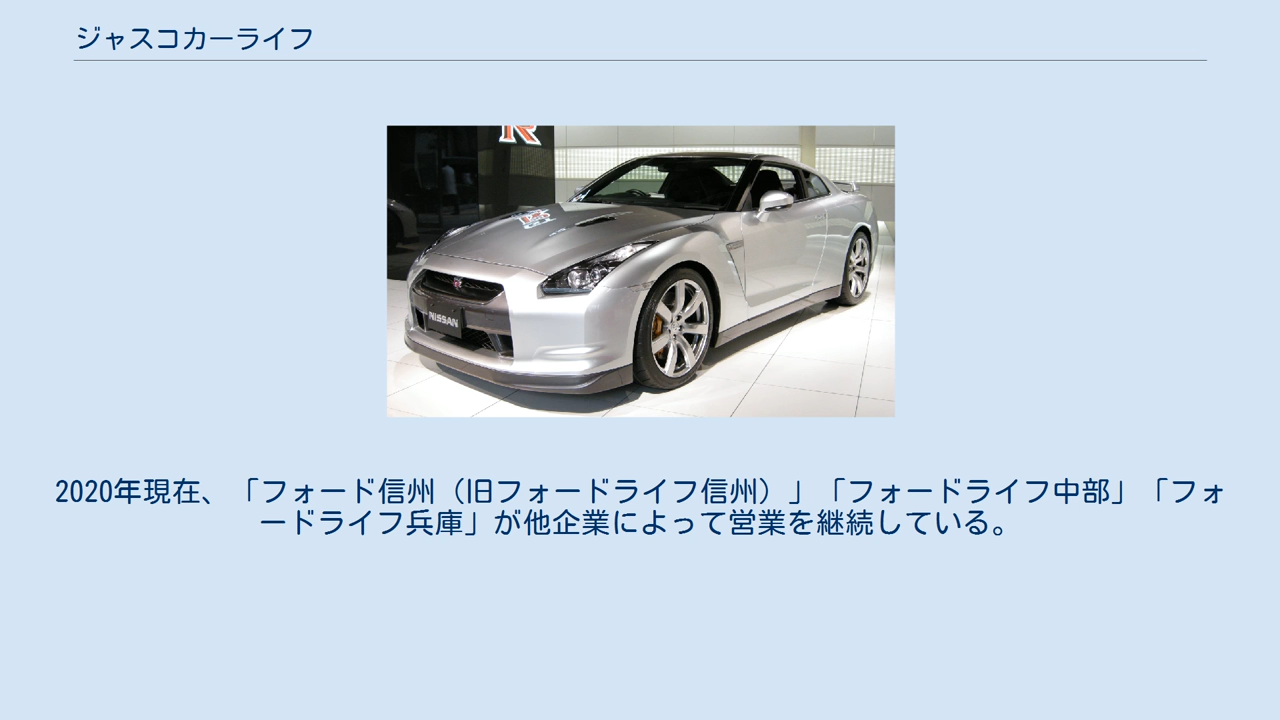 ジャスコカーライフ
R
NISSAN
2020年現在、「フォード信州（旧フォードライフ信州）」「フォードライフ中部」「フォ
ードライフ兵庫」が他企業によって営業を継続している。